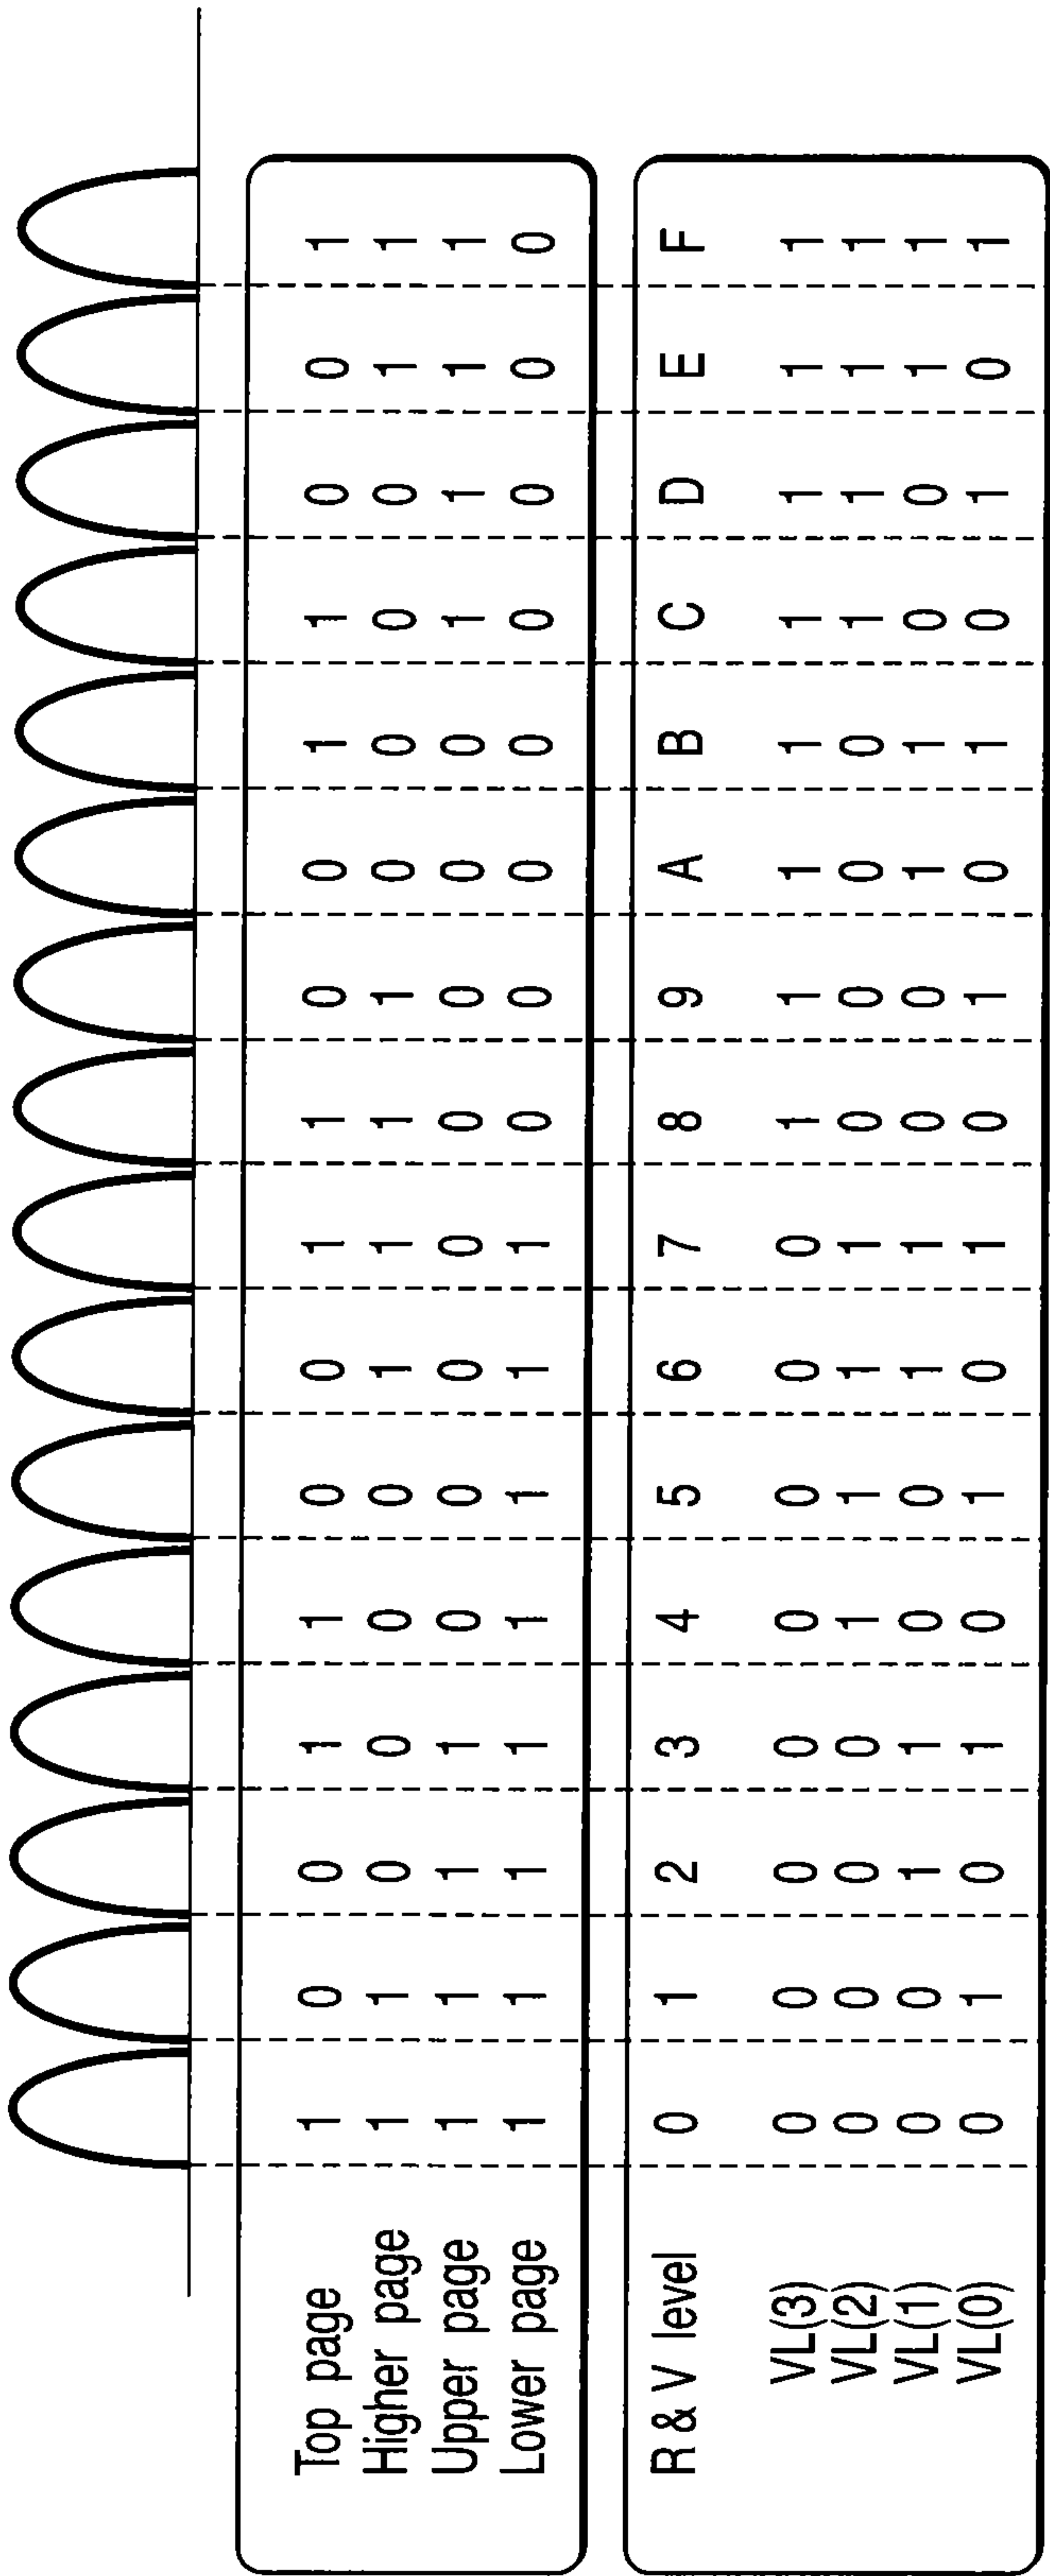 Top page 1 0 0 1 1 0 0 1 1 0 0 1 1 0 0 1
Higher page 1 1 0 0 0 0 1 1 1 1 0 0 0 0 1 1
Upper page 1 1 1 1 0 0 0 0 0 0 0 0 1 1 1 1
Lower page 1 1 1 1 1 1 1 1 0 0 0 0 0 0 0 0
R & V level 0 1 2 3 4 5 6 7 8 9 A B C D E F
VL(3) 0 0 0 0 0 0 0 0 1 1 1 1 1 1 1 1
VL(2) 0 0 0 0 1 1 1 1 0 0 0 0 1 1 1 1
VL(1) 0 0 1 1 0 0 1 1 0 0 1 1 0 0 1 1
VL(0) 0 1 0 1 0 1 0 1 0 1 0 1 0 1 0 1